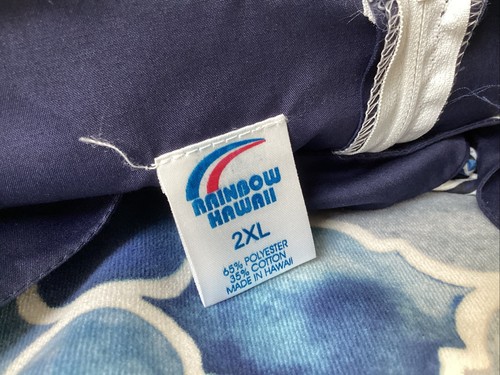 RAINBOW
HAWAII
2XL
65% POLYESTER
35% COTTON
MADE IN HAWAII